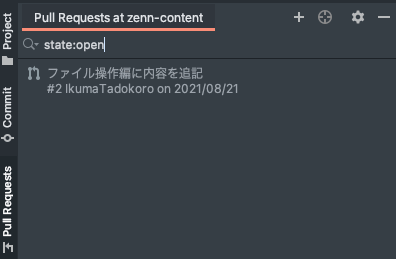 Project
Commit
Pull Requests
Pull Requests at zenn-content
state:open
ファイル操作編に内容を追記
#2 IkumaTadokoro on 2021/08/21